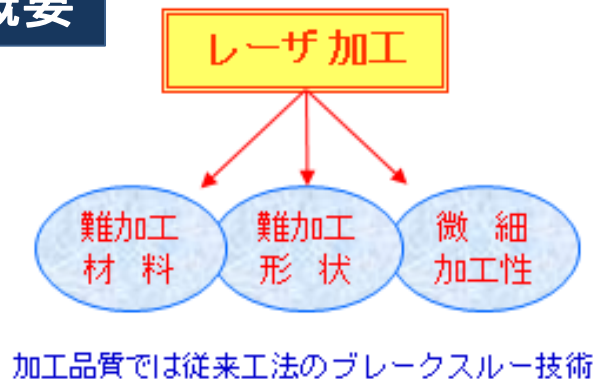 概要
レーザ加工
難加工
材 料
難加工
形 状
微 細
加工性
加工品質では従来工法のブレークスルー技術